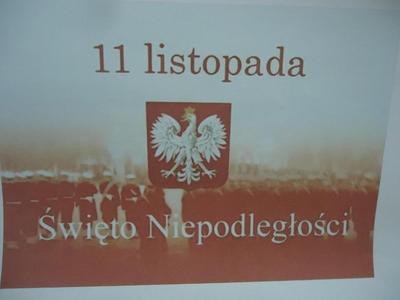 11 listopada
Święto Niepodległości